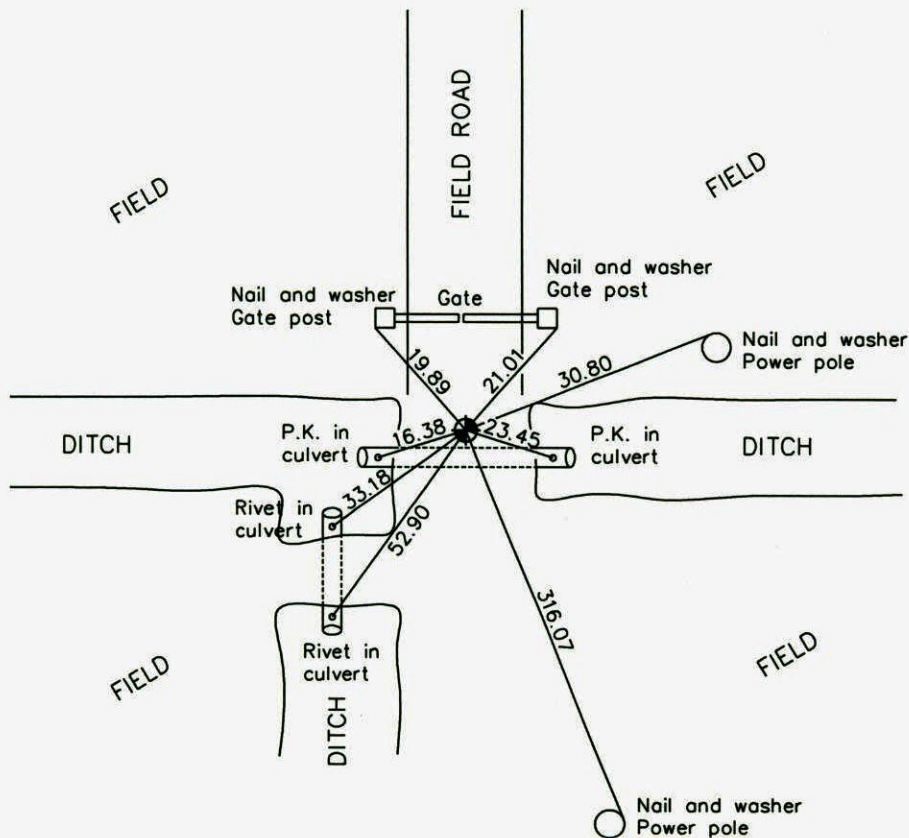 FIELD ROAD
FIELD
FIELD
Nail and washer
Gate post
Gate
Nail and washer
Gate post
Nail and washer
Power pole
19.89
21.01
30.80
DITCH
P.K. in
culvert
16.38
23.45
P.K. in
culvert
DITCH
Rivet in
culvert
33.18
52.90
316.07
Rivet in
culvert
FIELD
DITCH
FIELD
Nail and washer
Power pole